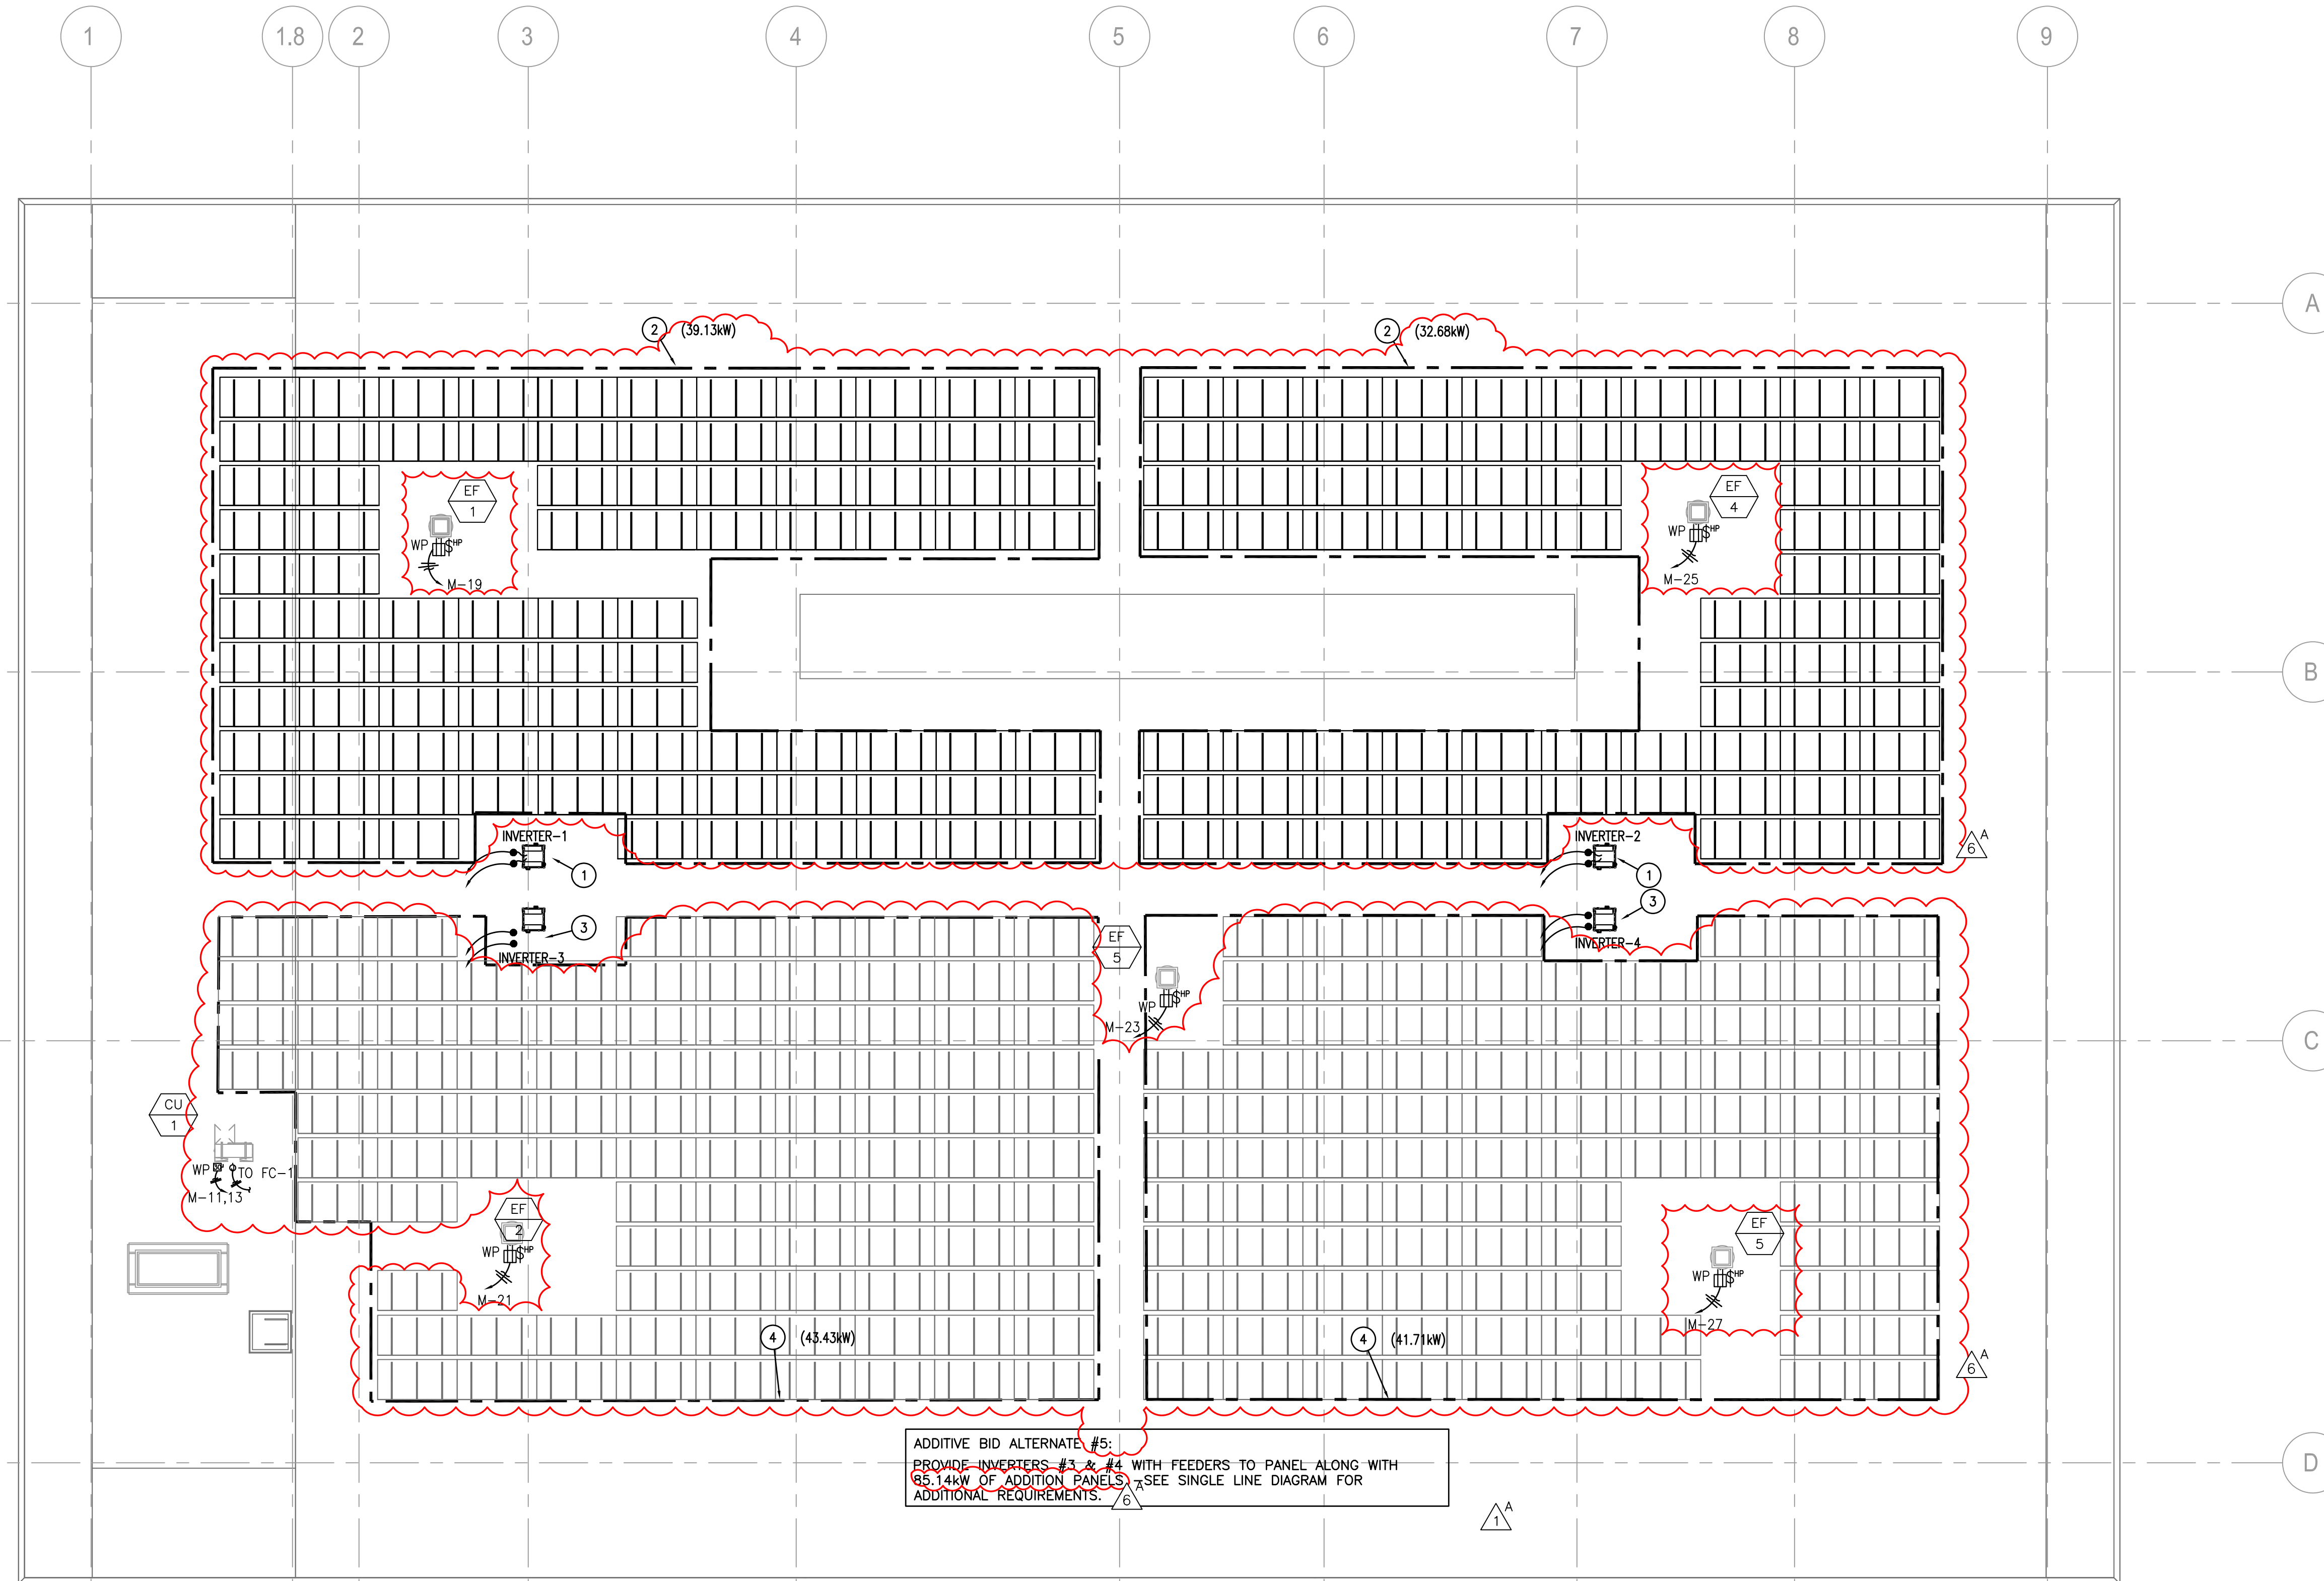 1
1.8
2
3
4
5
6
7
8
9
A
2 (39.13kW)
2 (32.68kW)
EF
1
WP $HP
M-19
EF
4
WP $HP
M-25
B
INVERTER-1
1
INVERTER-2
1
A
6
3
INVERTER-3
3
INVERTER-4
EF
5
WP $HP
M-23
C
CU
1
WP
TO FC-1
M-11,13
EF
2
WP $HP
M-21
EF
5
WP $HP
M-27
4 (43.43kW)
4 (41.71kW)
A
6
ADDITIVE BID ALTERNATE #5:
PROVIDE INVERTERS #3 & #4 WITH FEEDERS TO PANEL ALONG WITH
85.14kW OF ADDITION PANELS -SEE SINGLE LINE DIAGRAM FOR
ADDITIONAL REQUIREMENTS.
A
6
D
A
1